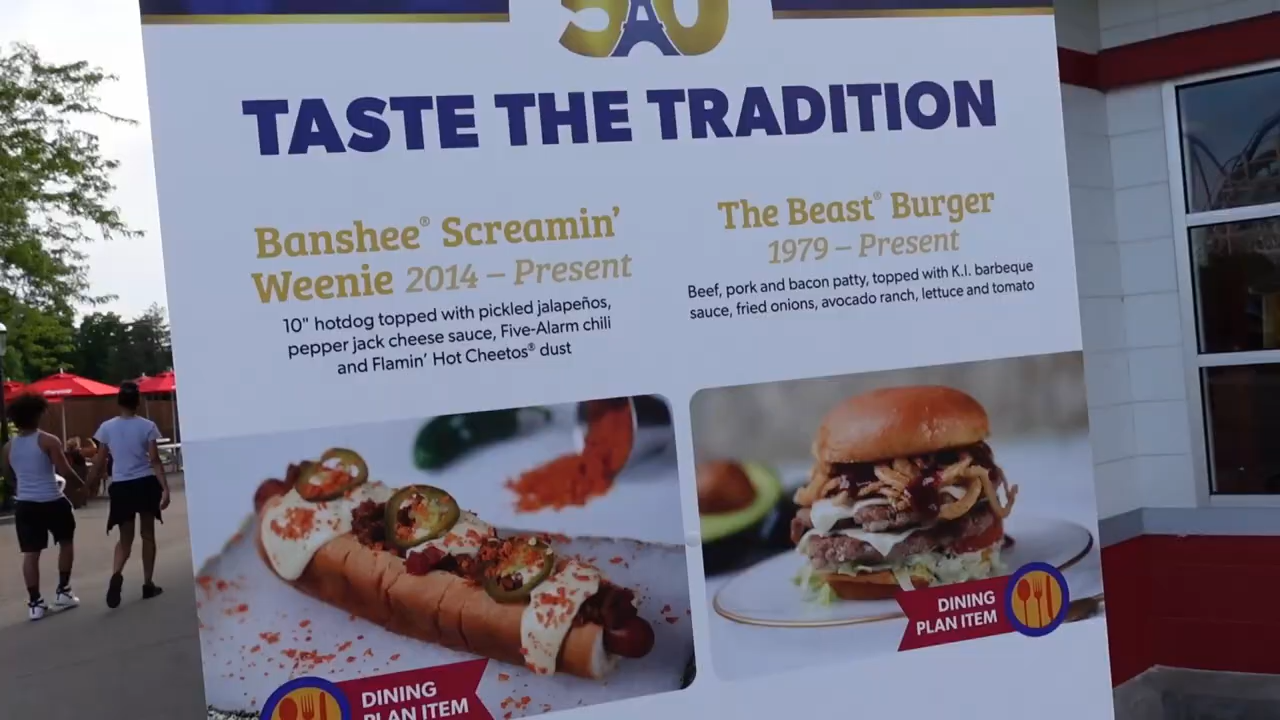 50
TASTE THE TRADITION
Banshee® Screamin'
Weenie 2014 – Present
10" hotdog topped with pickled jalapeños,
pepper jack cheese sauce, Five-Alarm chili
and Flamin' Hot Cheetos® dust
The Beast® Burger
1979 – Present
Beef, pork and bacon patty, topped with K.I. barbeque
sauce, fried onions, avocado ranch, lettuce and tomato
DINING
PLAN ITEM
DINING
PLAN ITEM